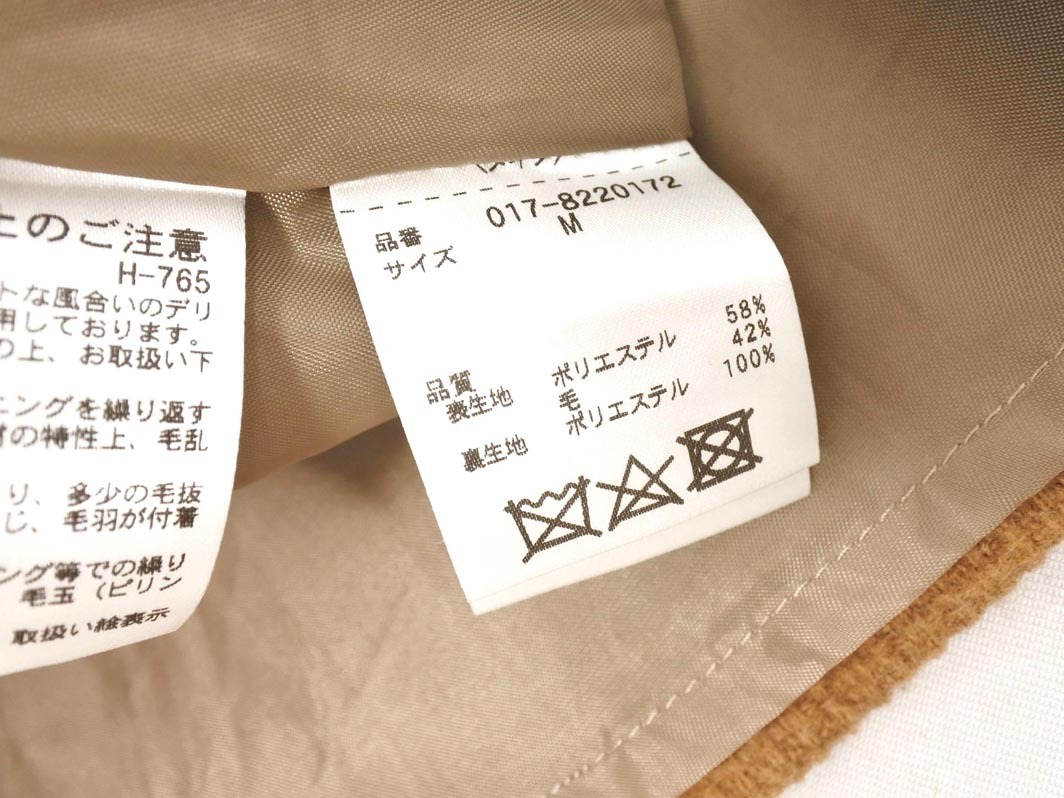 上のご注意
H-765
トな風合いのデリ
用しております。
の上、お取扱い下
ニングを繰り返す
材の特性上、毛乱
り、多少の毛抜
じ、毛羽が付着
ング等での繰り
毛玉（ピリン
取扱い絵表示
品番 017-8220172
サイズ M
品質
表生地 ポリエステル 58%
毛 42%
裏生地 ポリエステル 100%